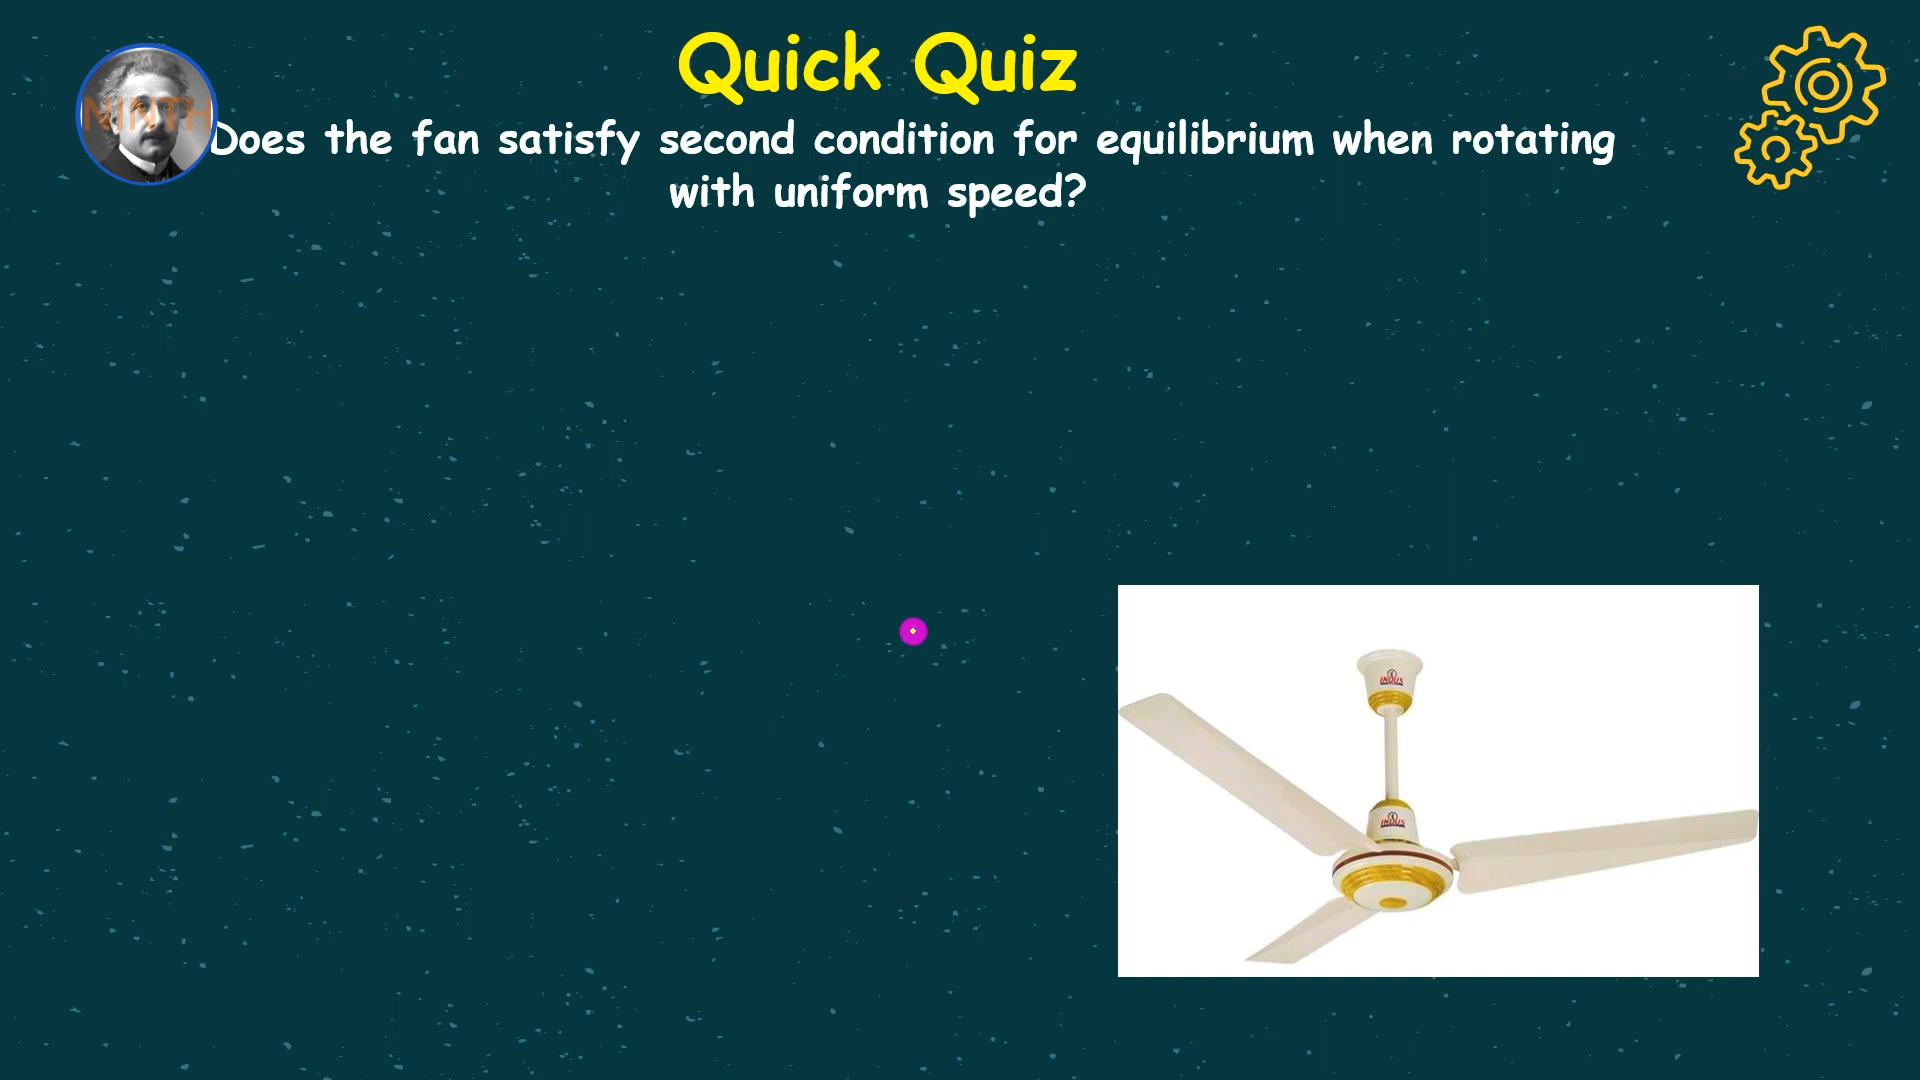 Quick Quiz
NINTH
Does the fan satisfy second condition for equilibrium when rotating
with uniform speed?
INDUS
INDUS